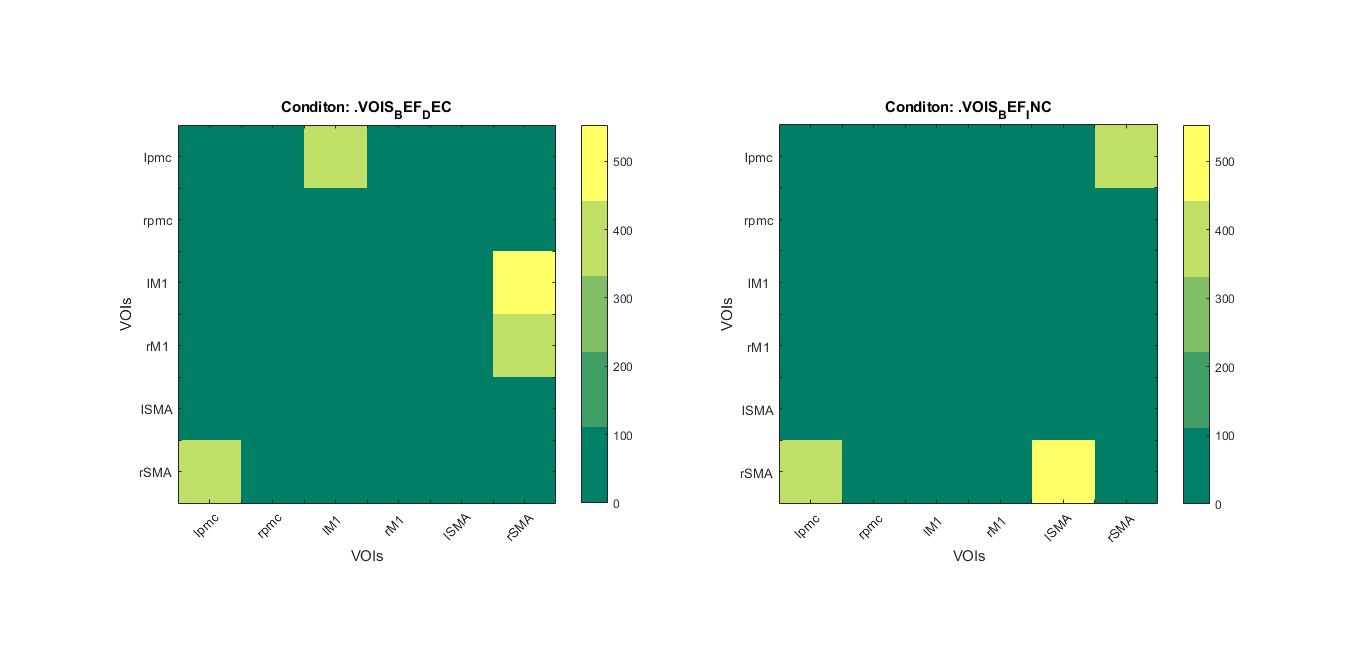 Conditon: .VOIS_BEF_DEC
VOIs
lpmc
rpmc
lM1
rM1
lSMA
rSMA
lpmc
rpmc
lM1
rM1
lSMA
rSMA
VOIs
500
400
300
200
100
0
Conditon: .VOIS_BEF_INC
VOIs
lpmc
rpmc
lM1
rM1
lSMA
rSMA
lpmc
rpmc
lM1
rM1
lSMA
rSMA
VOIs
500
400
300
200
100
0